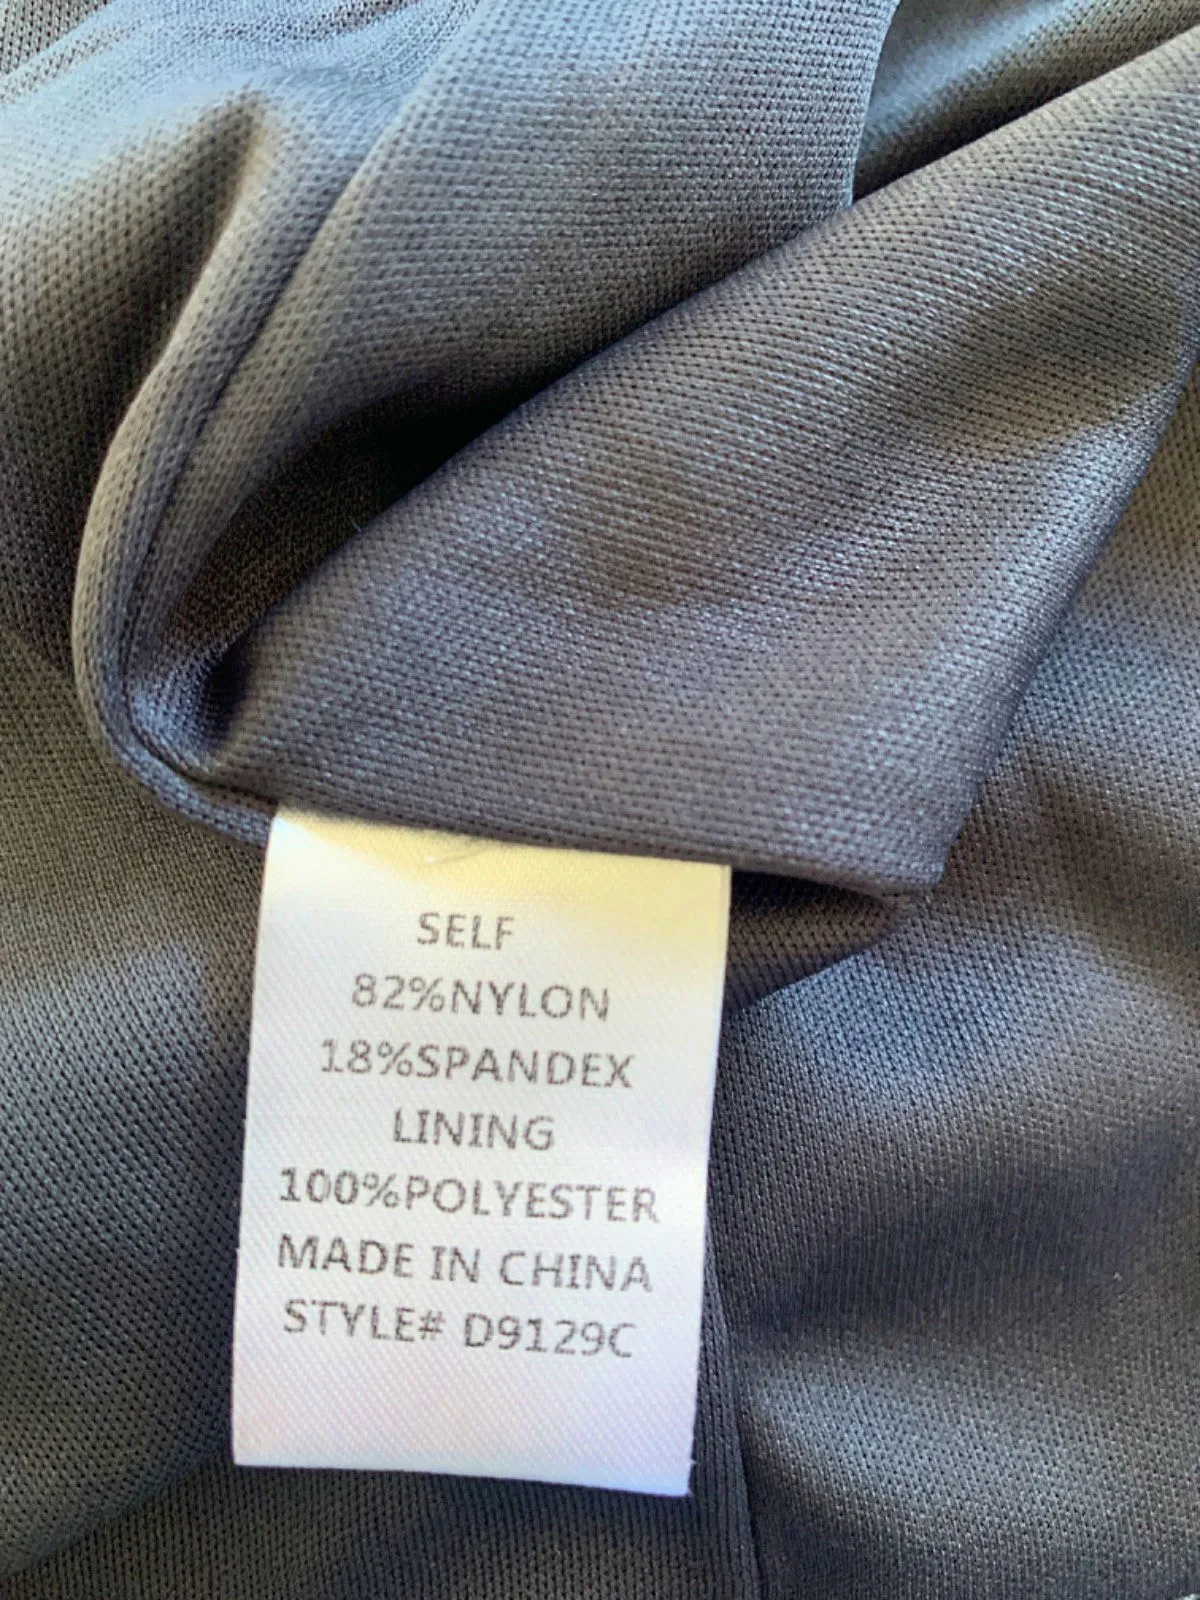 SELF
82%NYLON
18%SPANDEX
LINING
100%POLYESTER
MADE IN CHINA
STYLE# D9129C